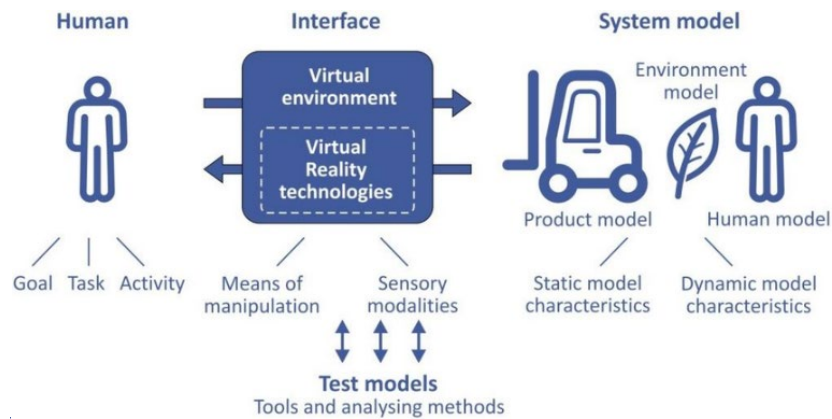 Human
Interface
System model
Virtual
environment
Virtual
Reality
technologies
Environment
model
Product model
Human model
Goal
Task
Activity
Means of
manipulation
Sensory
modalities
Static model
characteristics
Dynamic model
characteristics
Test models
Tools and analysing methods